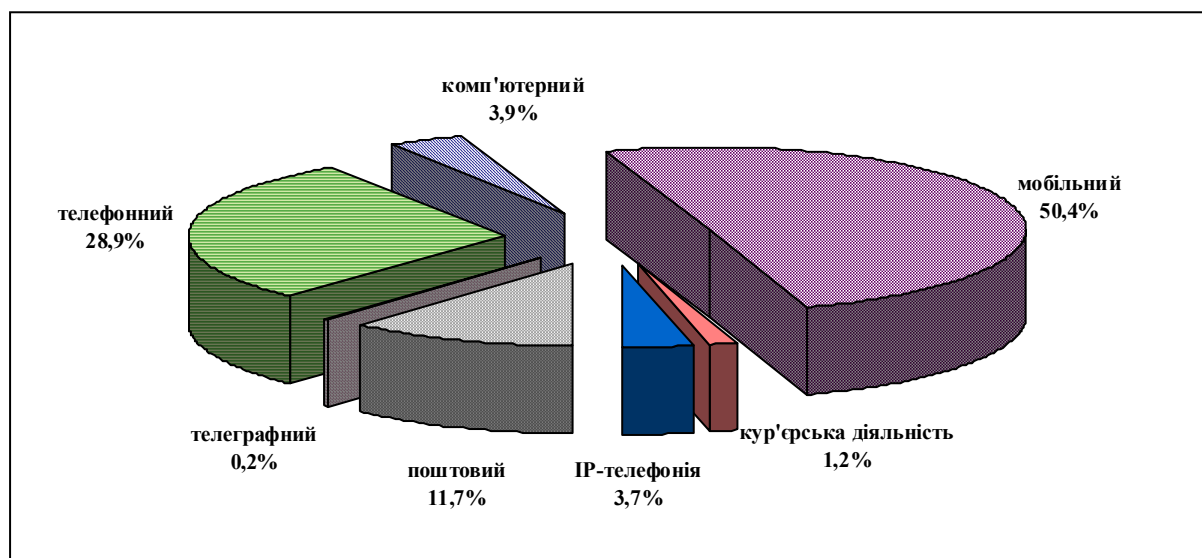 комп'ютерний
3,9%
мобільний
50,4%
телефонний
28,9%
телеграфний
0,2%
поштовий
11,7%
IP-телефонія
3,7%
кур'єрська діяльність
1,2%